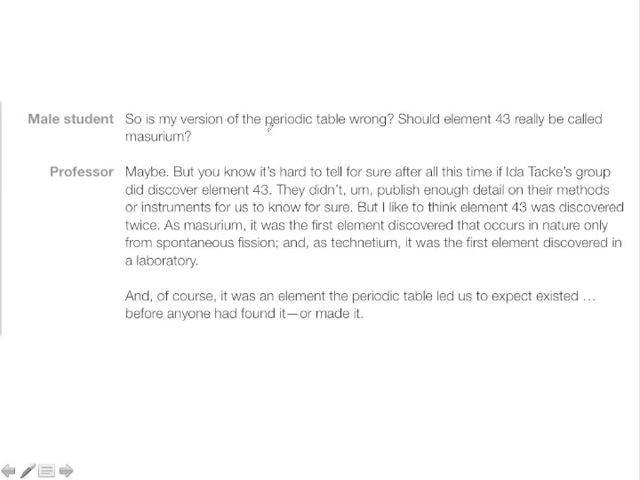 Male student So is my version of the periodic table wrong? Should element 43 really be called
masurium?
Professor Maybe. But you know it's hard to tell for sure after all this time if Ida Tacke's group
did discover element 43. They didn't, um, publish enough detail on their methods
or instruments for us to know for sure. But I like to think element 43 was discovered
twice. As masurium, it was the first element discovered that occurs in nature only
from spontaneous fission; and, as technetium, it was the first element discovered in
a laboratory.
And, of course, it was an element the periodic table led us to expect existed …
before anyone had found it—or made it.